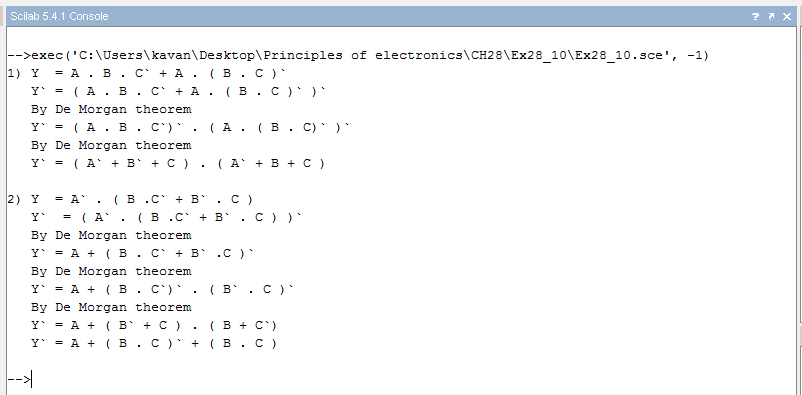 Scilab 5.4.1 Console
-->exec('C:\Users\kavan\Desktop\Principles of electronics\CH28\Ex28_10\Ex28_10.sce', -1)
1) Y  = A . B . C` + A . ( B . C )`
Y` = ( A . B . C` + A . ( B . C )` )`
By De Morgan theorem
Y` = ( A . B . C`)` . ( A . ( B . C)` )`
By De Morgan theorem
Y` = ( A` + B` + C ) . ( A` + B + C )
2) Y  = A` . ( B .C` + B` . C )
Y`  = ( A` . ( B .C` + B` . C ) )`
By De Morgan theorem
Y` = A + ( B . C` + B` .C )`
By De Morgan theorem
Y` = A + ( B . C`)` . ( B` . C )`
By De Morgan theorem
Y` = A + ( B` + C ) . ( B + C`)
Y` = A + ( B . C )` + ( B . C )
-->